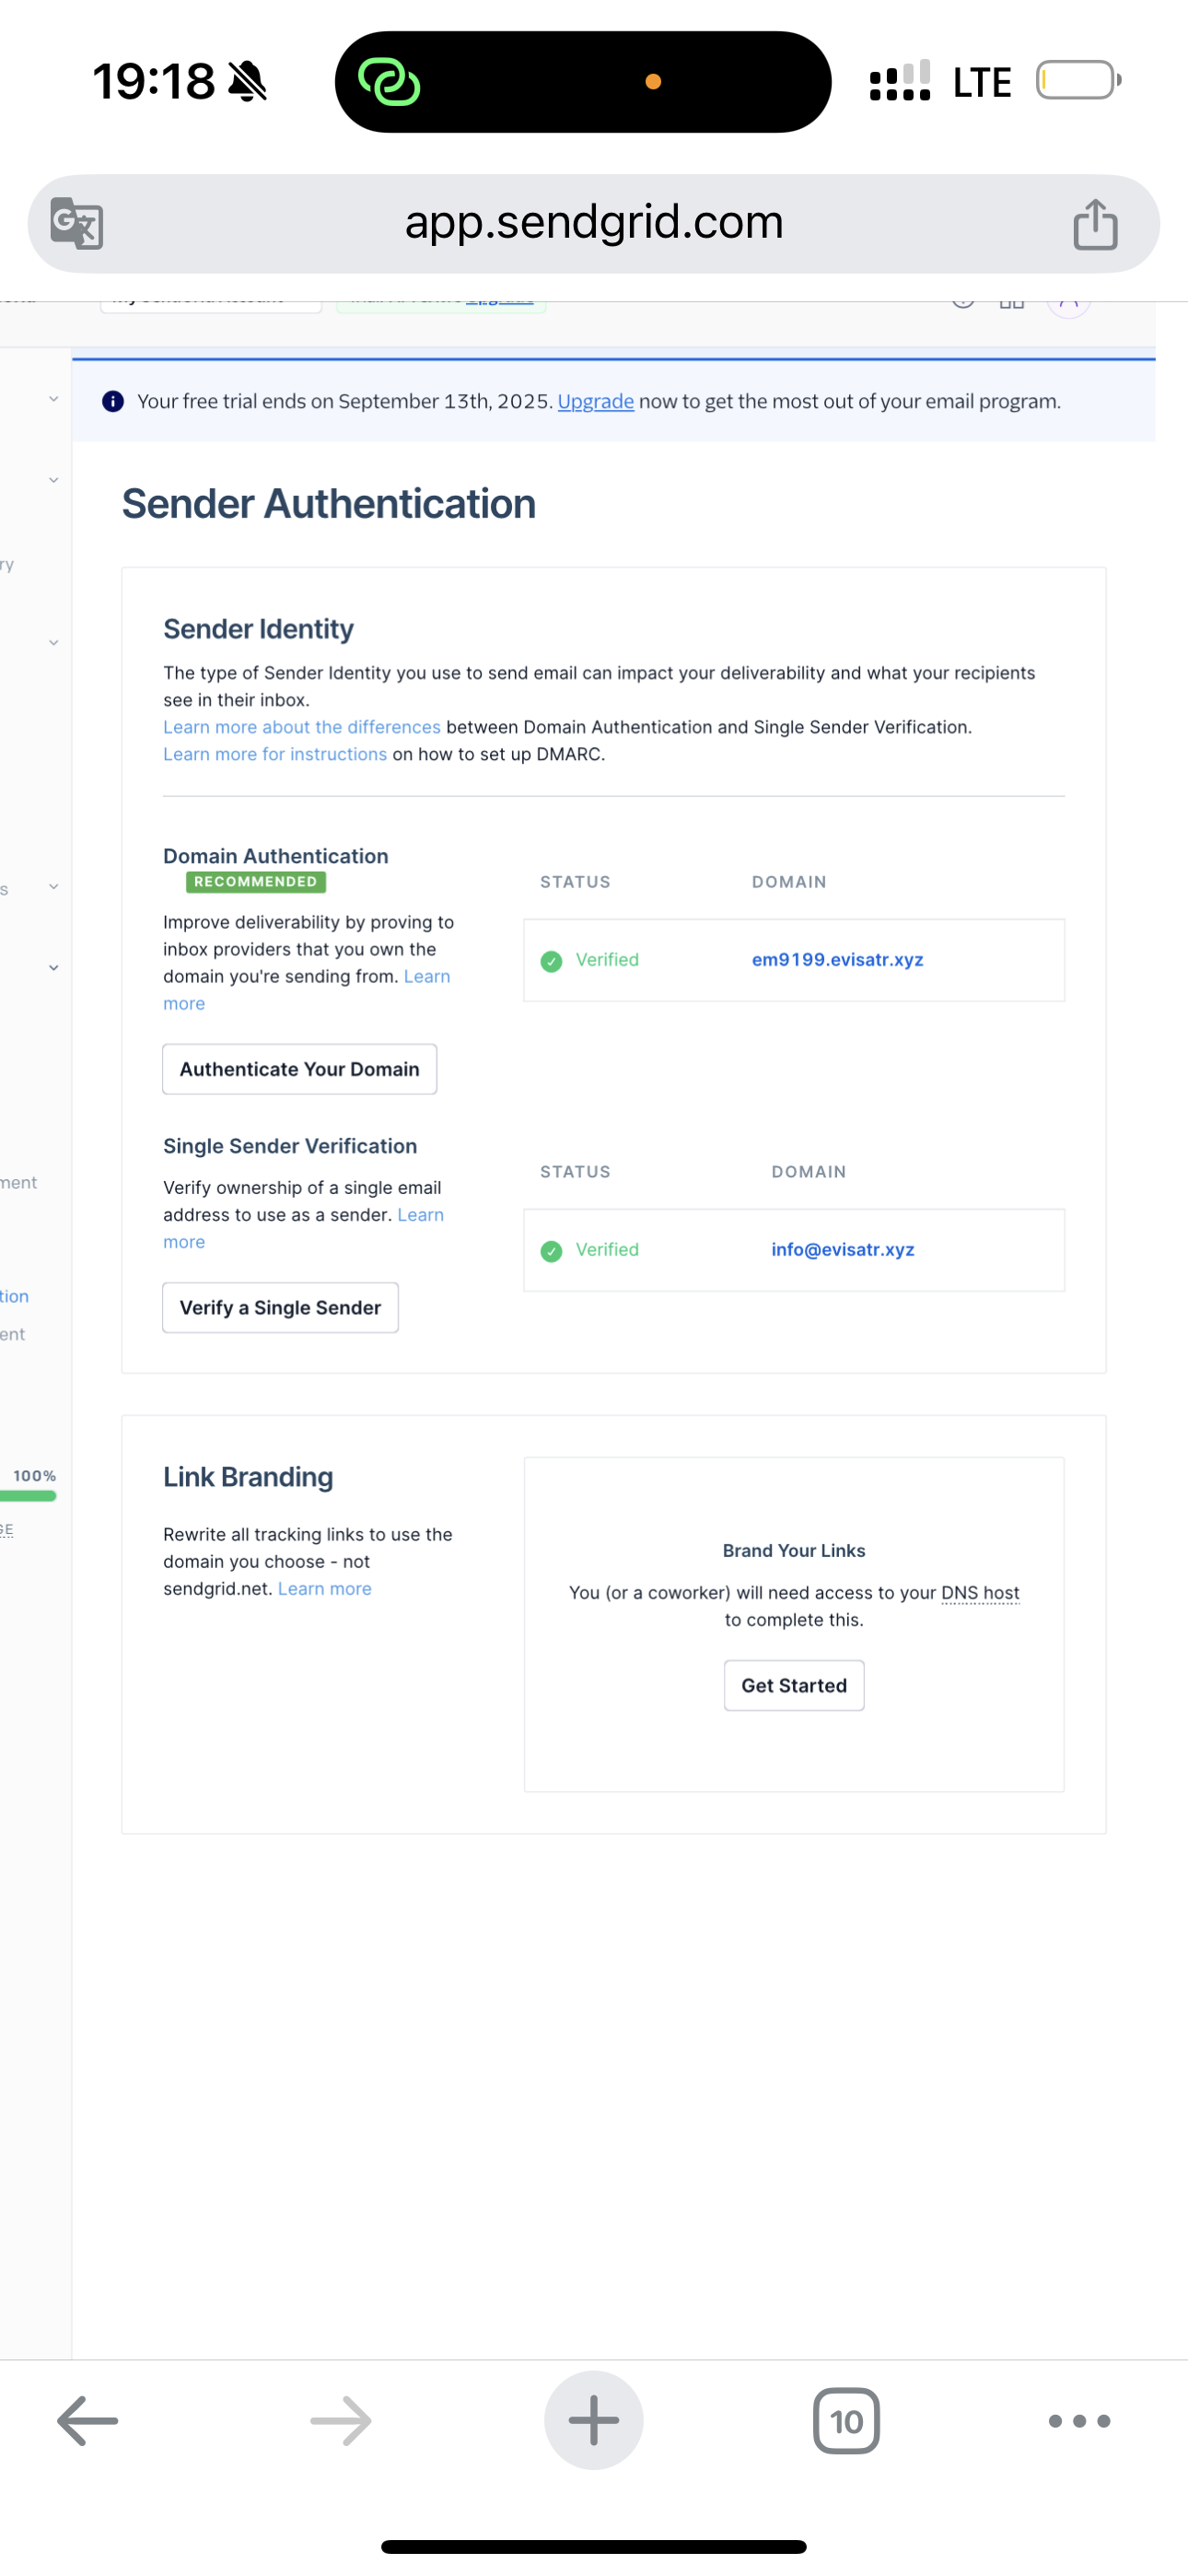 19:18
LTE
app.sendgrid.com
Upgrade
Your free trial ends on September 13th, 2025. Upgrade now to get the most out of your email program.
Sender Authentication
ry
Sender Identity
The type of Sender Identity you use to send email can impact your deliverability and what your recipients
see in their inbox.
Learn more about the differences between Domain Authentication and Single Sender Verification.
Learn more for instructions on how to set up DMARC.
Domain Authentication
RECOMMENDED
STATUS
DOMAIN
s
Improve deliverability by proving to
inbox providers that you own the
domain you're sending from. Learn
more
Verified
em9199.evisatr.xyz
Authenticate Your Domain
Single Sender Verification
STATUS
DOMAIN
ment
Verify ownership of a single email
address to use as a sender. Learn
more
Verified
info@evisatr.xyz
tion
Verify a Single Sender
ent
100%
GE
Link Branding
Rewrite all tracking links to use the
domain you choose - not
sendgrid.net. Learn more
Brand Your Links
You (or a coworker) will need access to your DNS host
to complete this.
Get Started
10